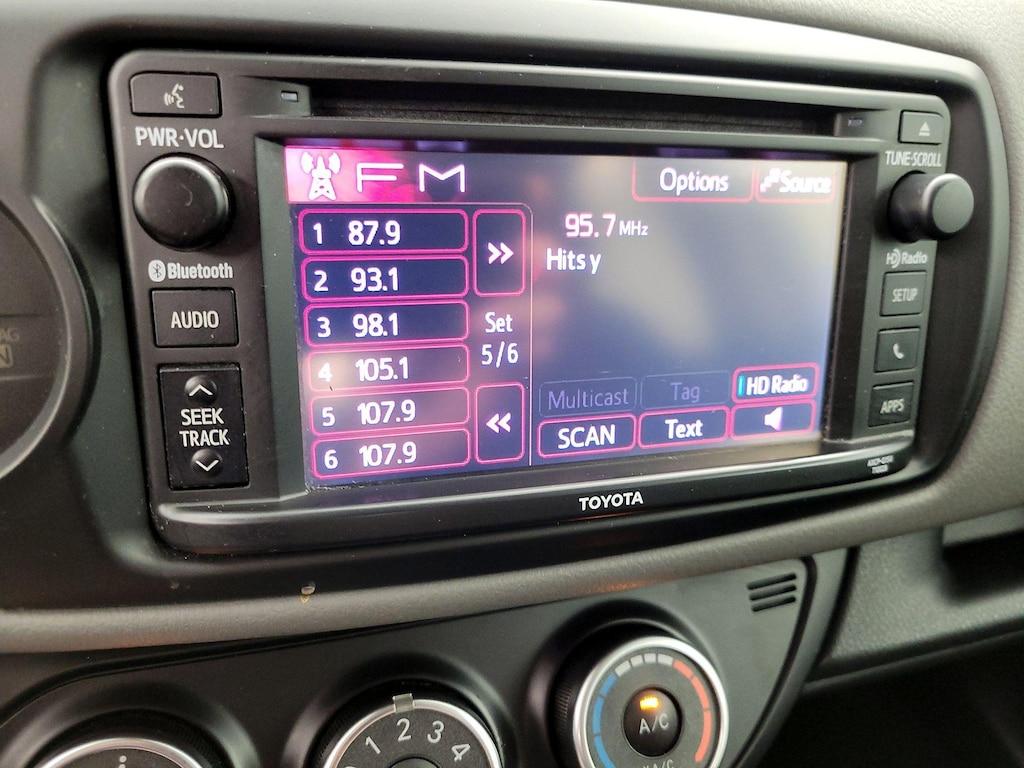 PWR·VOL
Bluetooth
AUDIO
SEEK
TRACK
FM
Options
Source
1 87.9
2 93.1
3 98.1
4 105.1
5 107.9
6 107.9
Set
5/6
95.7 MHz
Hits y
Multicast
Tag
HD Radio
SCAN
Text
TUNE·SCROLL
HD Radio
SETUP
APPS
TOYOTA
1 2 3 4
A/C